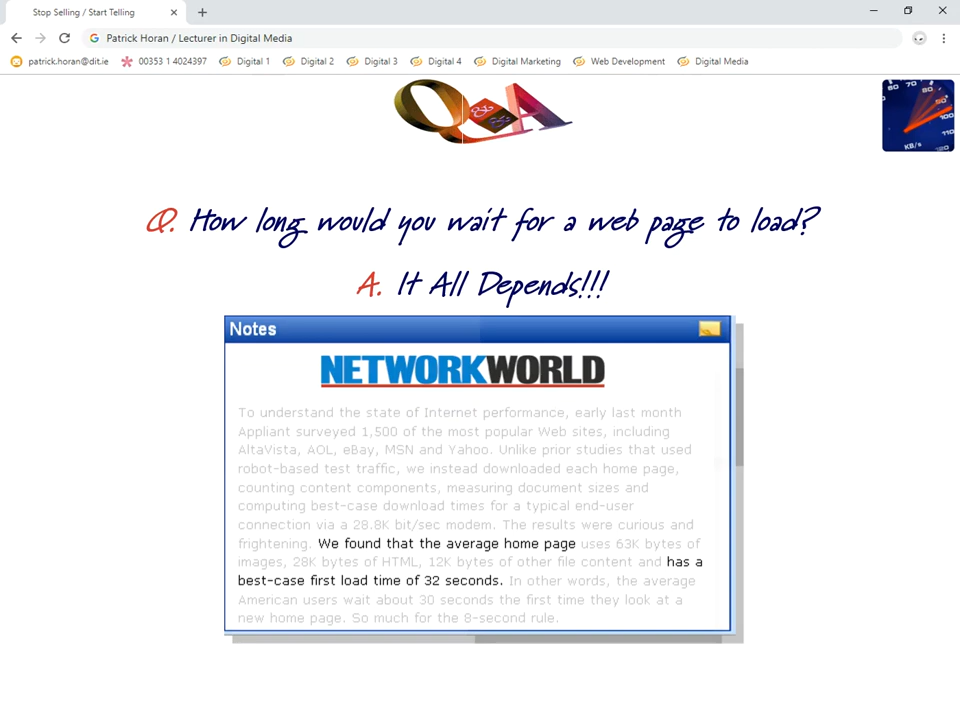 Stop Selling / Start Telling
Patrick Horan / Lecturer in Digital Media
patrick.horan@dit.ie 00353 1 4024397 Digital 1 Digital 2 Digital 3 Digital 4 Digital Marketing Web Development Digital Media
Q&A
60 70 80 90 100 110 120
KB/s
Q. How long would you wait for a web page to load?
A. It All Depends!!!
Notes
NETWORKWORLD
To understand the state of Internet performance, early last month
Appliant surveyed 1,500 of the most popular Web sites, including
AltaVista, AOL, eBay, MSN and Yahoo. Unlike prior studies that used
robot-based test traffic, we instead downloaded each home page,
counting content components, measuring document sizes and
computing best-case download times for a typical end-user
connection via a 28.8K bit/sec modem. The results were curious and
frightening. We found that the average home page uses 63K bytes of
images, 28K bytes of HTML, 12K bytes of other file content and has a
best-case first load time of 32 seconds. In other words, the average
American users wait about 30 seconds the first time they look at a
new home page. So much for the 8-second rule.